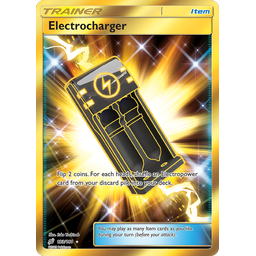 TRAINER
Item
Electrocharger
Flip 2 coins. For each heads, shuffle an Electropower
card from your discard pile into your deck.
You may play as many Item cards as you like
during your turn (before your attack).